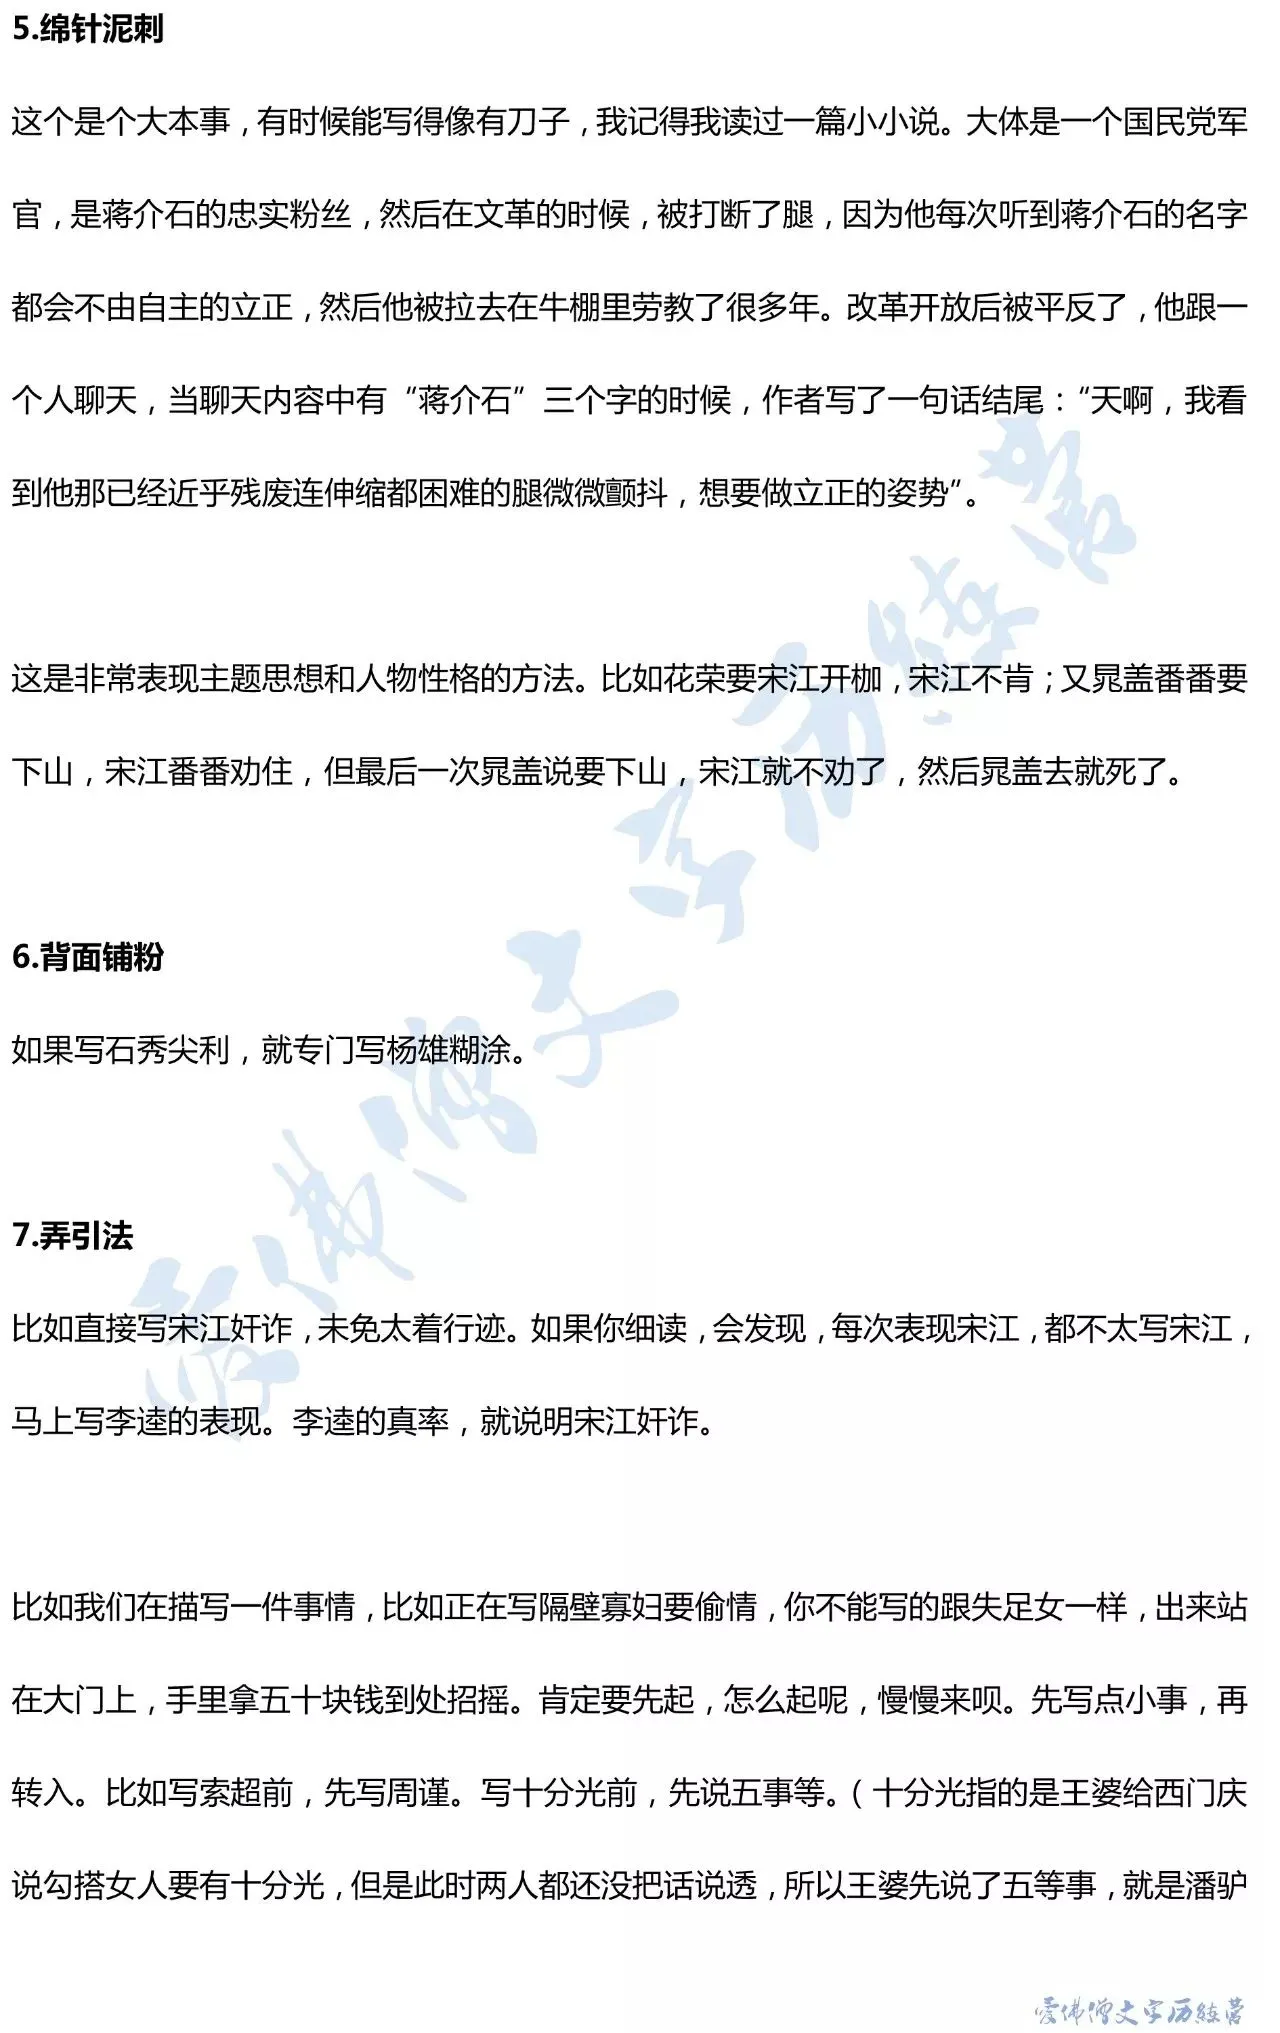 5.绵针泥刺
这个是个大本事，有时候能写得像有刀子，我记得我读过一篇小小说。大体是一个国民党军
官，是蒋介石的忠实粉丝，然后在文革的时候，被打断了腿，因为他每次听到蒋介石的名字
都会不由自主的立正，然后他被拉去在牛棚里劳教了很多年。改革开放后被平反了，他跟一
个人聊天，当聊天内容中有“蒋介石”三个字的时候，作者写了一句话结尾：“天啊，我看
到他那已经近乎残废连伸缩都困难的腿微微颤抖，想要做立正的姿势”。
这是非常表现主题思想和人物性格的方法。比如花荣要宋江开枷，宋江不肯；又晁盖番番要
下山，宋江番番劝住，但最后一次晁盖说要下山，宋江就不劝了，然后晁盖去就死了。
6.背面铺粉
如果写石秀尖利，就专门写杨雄糊涂。
7.弄引法
比如直接写宋江奸诈，未免太着行迹。如果你细读，会发现，每次表现宋江，都不太写宋江，
马上写李逵的表现。李逵的真率，就说明宋江奸诈。
比如我们在描写一件事情，比如正在写隔壁寡妇要偷情，你不能写的跟失足女一样，出来站
在大门上，手里拿五十块钱到处招摇。肯定要先起，怎么起呢，慢慢来呗。先写点小事，再
转入。比如写索超前，先写周谨。写十分光前，先说五事等。（十分光指的是王婆给西门庆
说勾搭女人要有十分光，但是此时两人都还没把话说透，所以王婆先说了五等事，就是潘驴
爱佛僧文字历练营